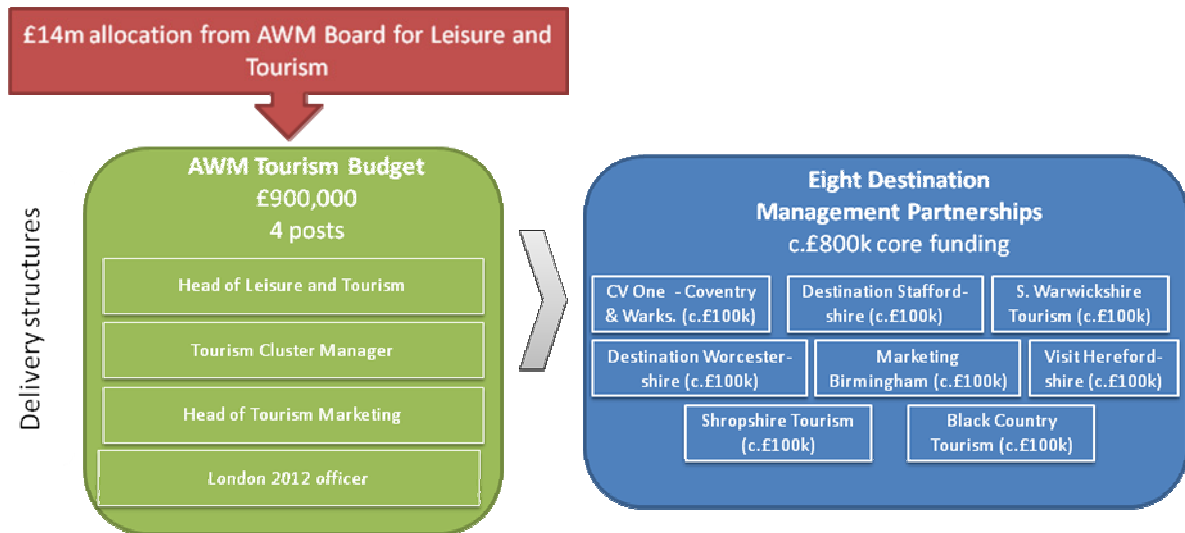 £14m allocation from AWM Board for Leisure and
Tourism
Delivery structures
AWM Tourism Budget
£900,000
4 posts
Head of Leisure and Tourism
Tourism Cluster Manager
Head of Tourism Marketing
London 2012 officer
Eight Destination
Management Partnerships
c.£800k core funding
CV One - Coventry
& Warks. (c.£100k)
Destination Stafford-
shire (c.£100k)
S. Warwickshire
Tourism (c.£100k)
Destination Worcester-
shire (c.£100k)
Marketing
Birmingham (c.£100k)
Visit Hereford-
shire (c.£100k)
Shropshire Tourism
(c.£100k)
Black Country
Tourism (c.£100k)